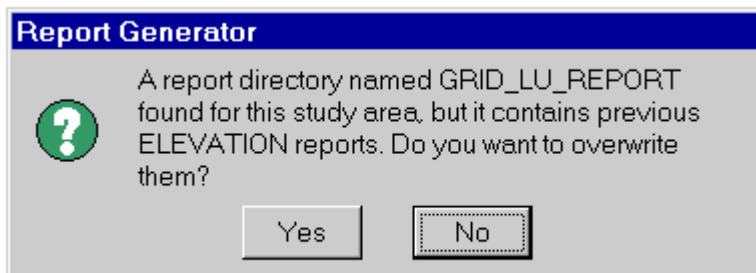 Report Generator
A report directory named GRID_LU_REPORT
found for this study area, but it contains previous
ELEVATION reports. Do you want to overwrite
them?
Yes No